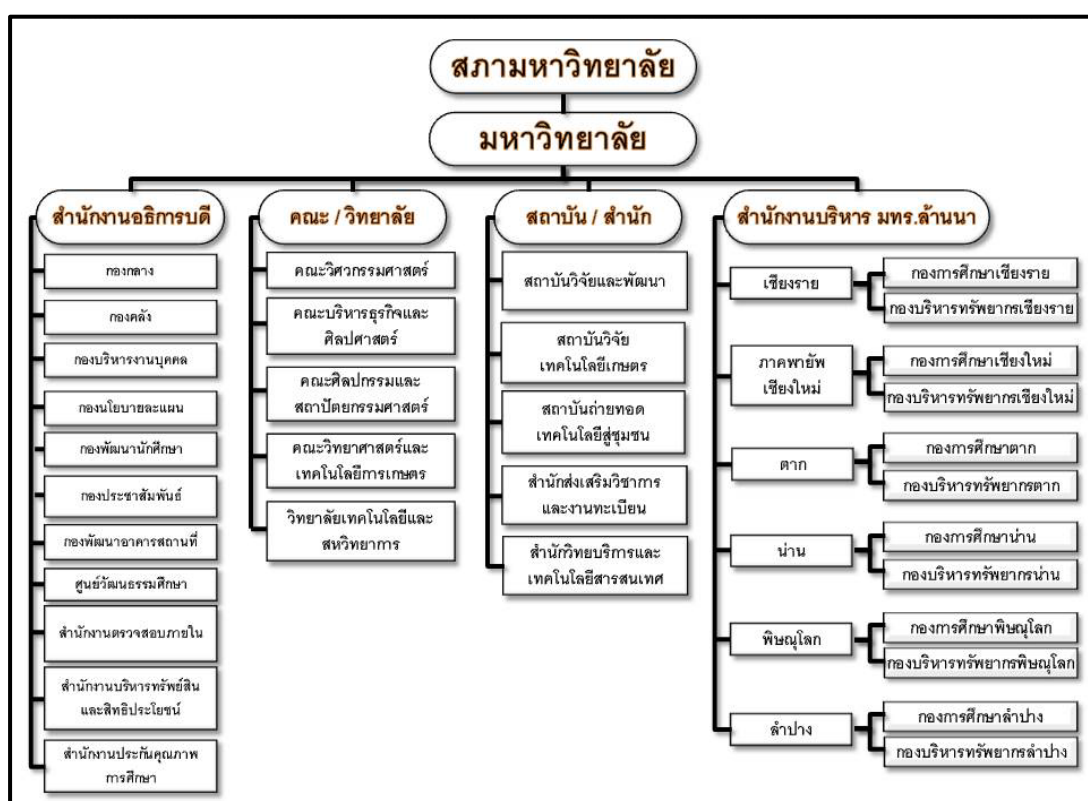 สภามหาวิทยาลัย
มหาวิทยาลัย
สำนักงานอธิการบดี
กองกลาง
กองคลัง
กองบริหารงานบุคคล
กองนโยบายละแผน
กองพัฒนานักศึกษา
กองประชาสัมพันธ์
กองพัฒนาอาคารสถานที่
ศูนย์วัฒนธรรมศึกษา
สำนักงานตรวจสอบภายใน
สำนักงานบริหารทรัพย์สิน
และสิทธิประโยชน์
สำนักงานประกันคุณภาพ
การศึกษา
คณะ / วิทยาลัย
คณะวิศวกรรมศาสตร์
คณะบริหารธุรกิจและ
ศิลปศาสตร์
คณะศิลปกรรมและ
สถาปัตยกรรมศาสตร์
คณะวิทยาศาสตร์และ
เทคโนโลยีการเกษตร
วิทยาลัยเทคโนโลยีและ
สหวิทยาการ
สถาบัน / สำนัก
สถาบันวิจัยและพัฒนา
สถาบันวิจัย
เทคโนโลยีเกษตร
สถาบันถ่ายทอด
เทคโนโลยีสู่ชุมชน
สำนักส่งเสริมวิชาการ
และงานทะเบียน
สำนักวิทยบริการและ
เทคโนโลยีสารสนเทศ
สำนักงานบริหาร มทร.ล้านนา
เชียงราย
กองการศึกษาเชียงราย
กองบริหารทรัพยากรเชียงราย
ภาคพายัพ
เชียงใหม่
กองการศึกษาเชียงใหม่
กองบริหารทรัพยากรเชียงใหม่
ตาก
กองการศึกษาตาก
กองบริหารทรัพยากรตาก
น่าน
กองการศึกษาน่าน
กองบริหารทรัพยากรน่าน
พิษณุโลก
กองการศึกษาพิษณุโลก
กองบริหารทรัพยากรพิษณุโลก
ลำปาง
กองการศึกษาลำปาง
กองบริหารทรัพยากรลำปาง